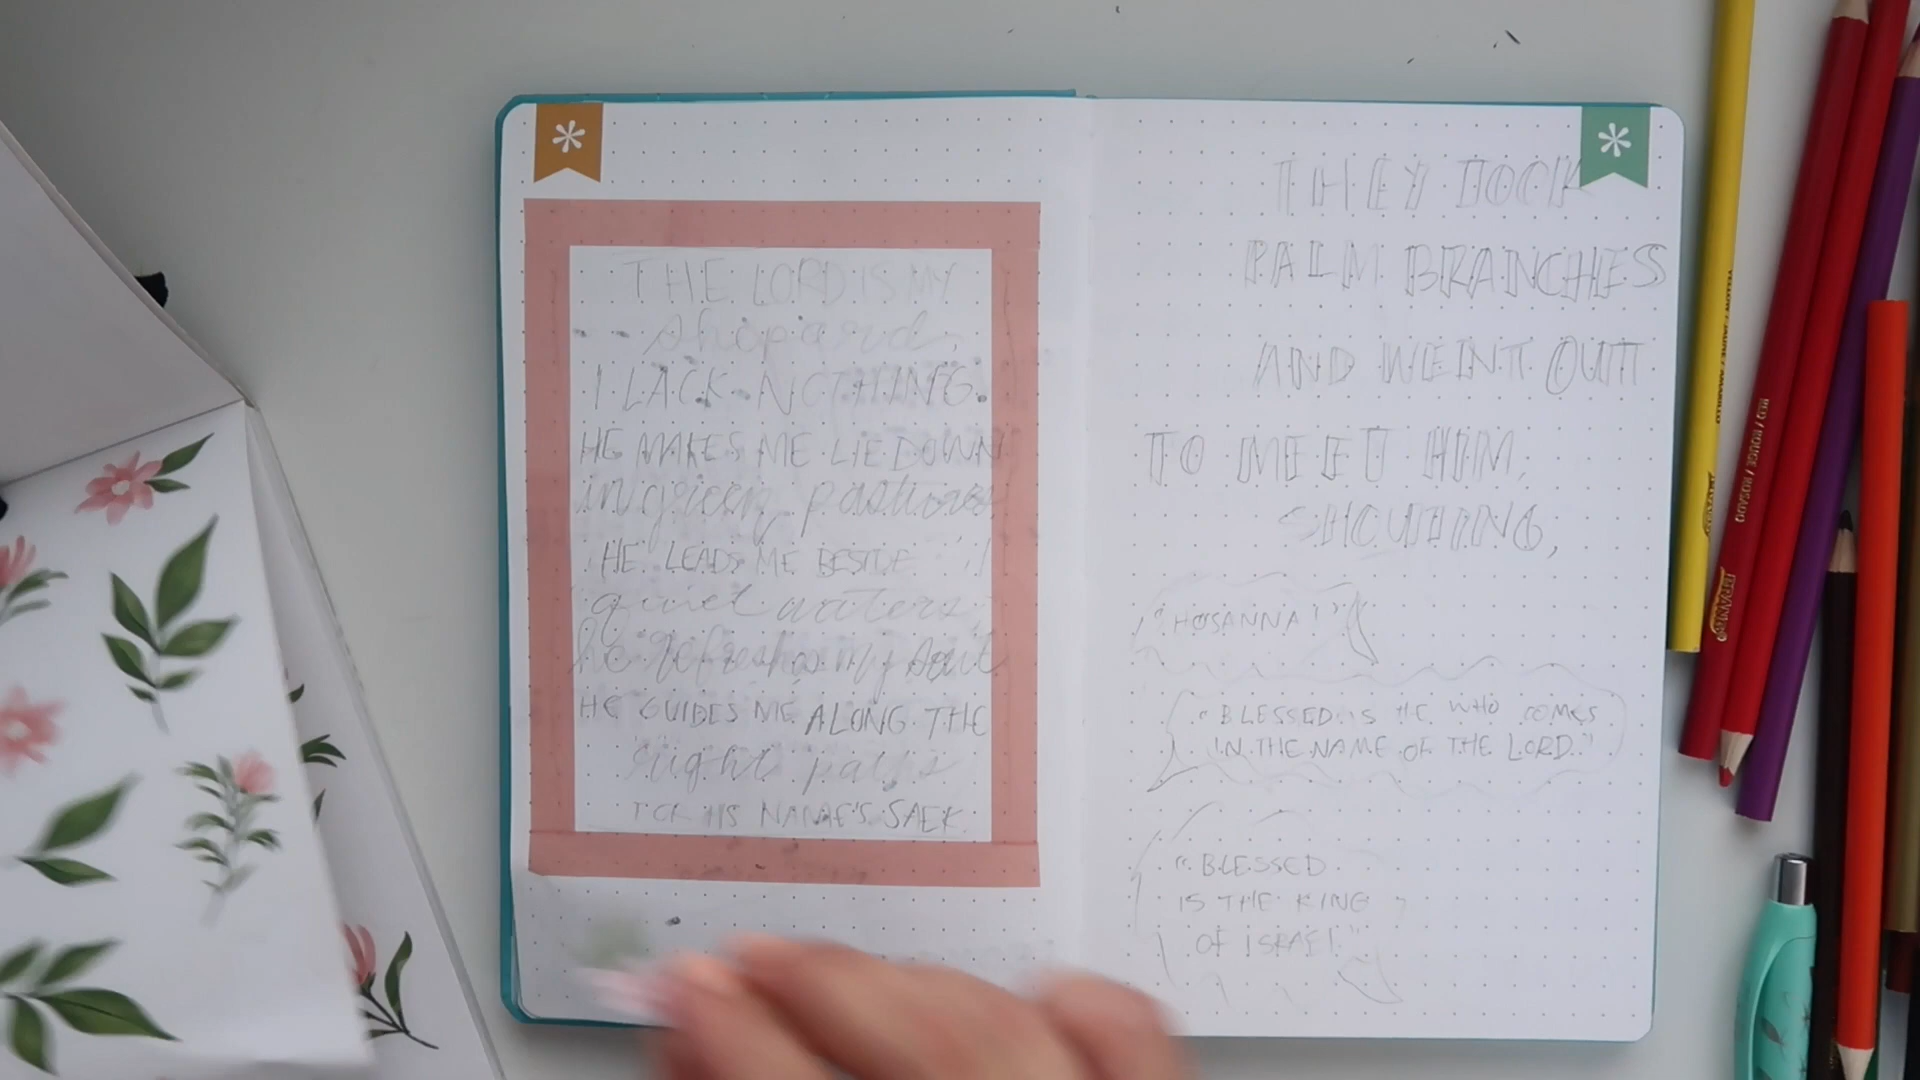 THE LORD IS MY
shepard,
I LACK NOTHING.
HE MAKES ME LIE DOWN
in green pastures
HE LEADS ME BESIDE
quiet waters,
he refreshes my soul
HE GUIDES ME ALONG THE
right paths
FOR HIS NAMAE'S SAEK.
THEY TOOK
PALM BRANCHES
AND WENT OUT
TO MEET HIM,
SHOUTING,
"HOSANNA!"
"BLESSED IS HE WHO COMES
IN THE NAME OF THE LORD."
"BLESSED
IS THE KING
OF ISRAEL"